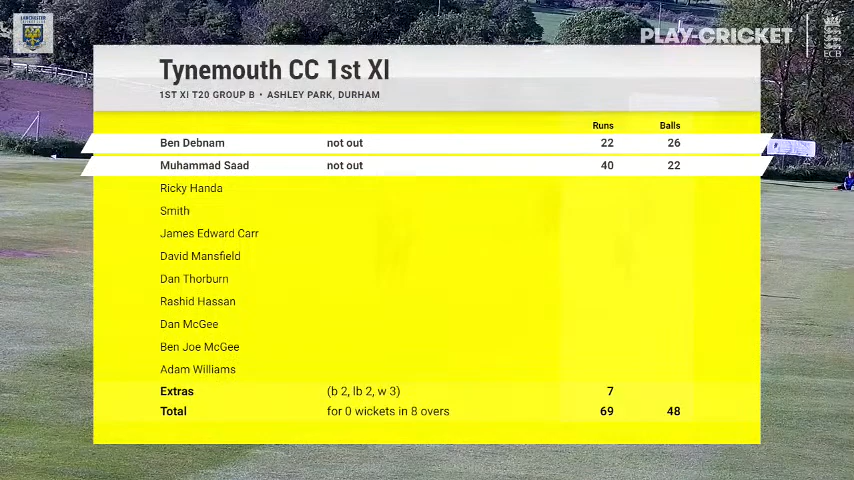 LANCHESTER
PLAY-CRICKET
ECB
Tynemouth CC 1st XI
1ST XI T20 GROUP B • ASHLEY PARK, DURHAM
Runs Balls
Ben Debnam not out 22 26
Muhammad Saad not out 40 22
Ricky Handa
Smith
James Edward Carr
David Mansfield
Dan Thorburn
Rashid Hassan
Dan McGee
Ben Joe McGee
Adam Williams
Extras (b 2, lb 2, w 3) 7
Total for 0 wickets in 8 overs 69 48